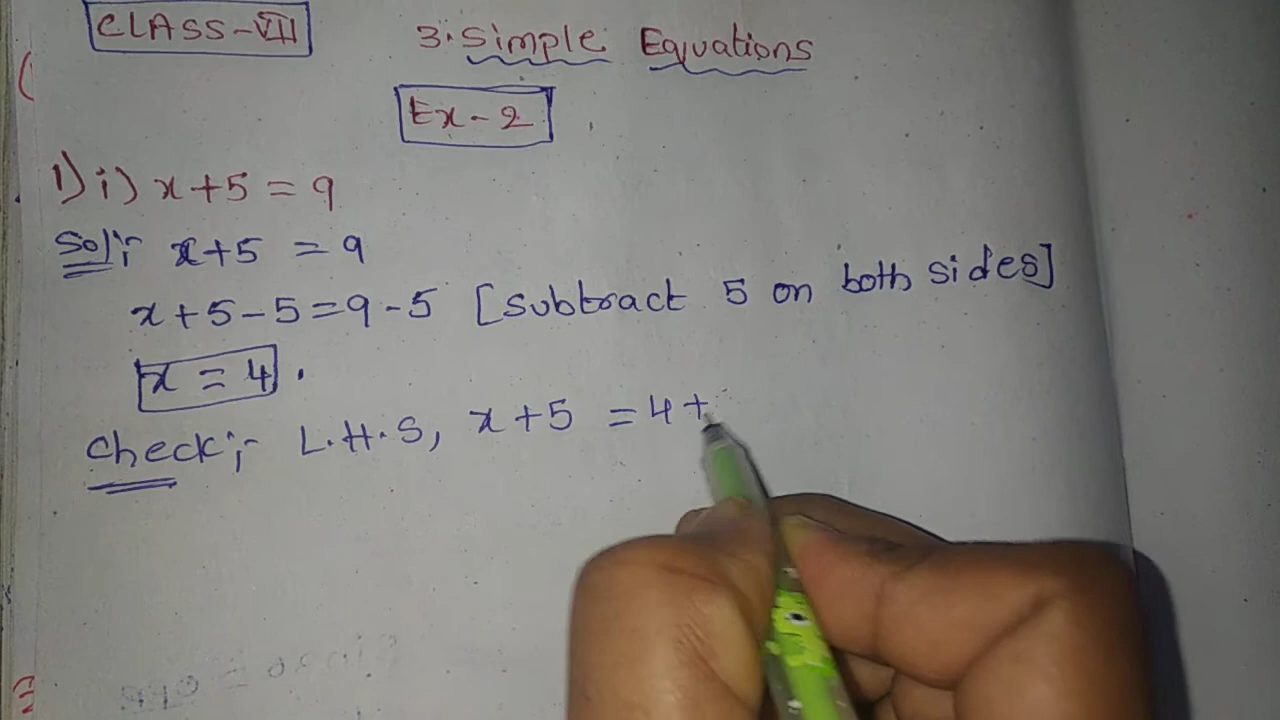 CLASS-VII 3. Simple Equations
Ex-2
1) i) x+5=9
Sol:- x+5 = 9
x+5-5=9-5 [Subtract 5 on both sides]
x = 4.
Check:- L.H.S, x+5 = 4+